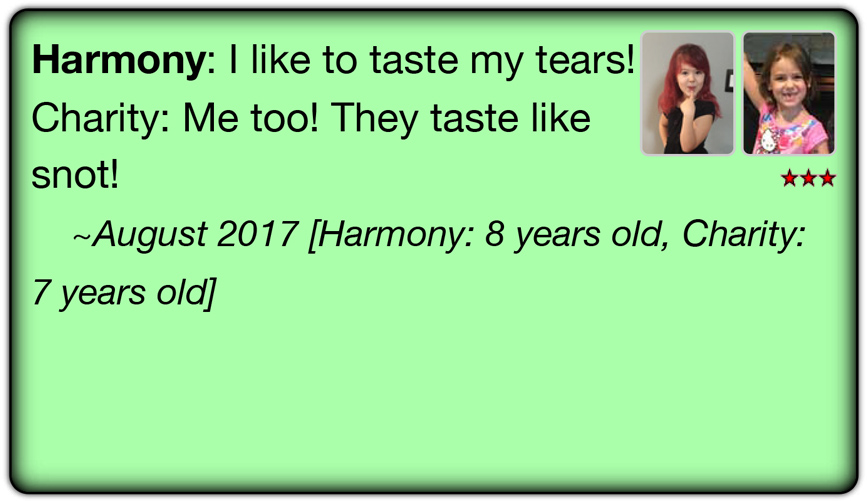 Harmony: I like to taste my tears!
Charity: Me too! They taste like
snot!
~August 2017 [Harmony: 8 years old, Charity:
7 years old]